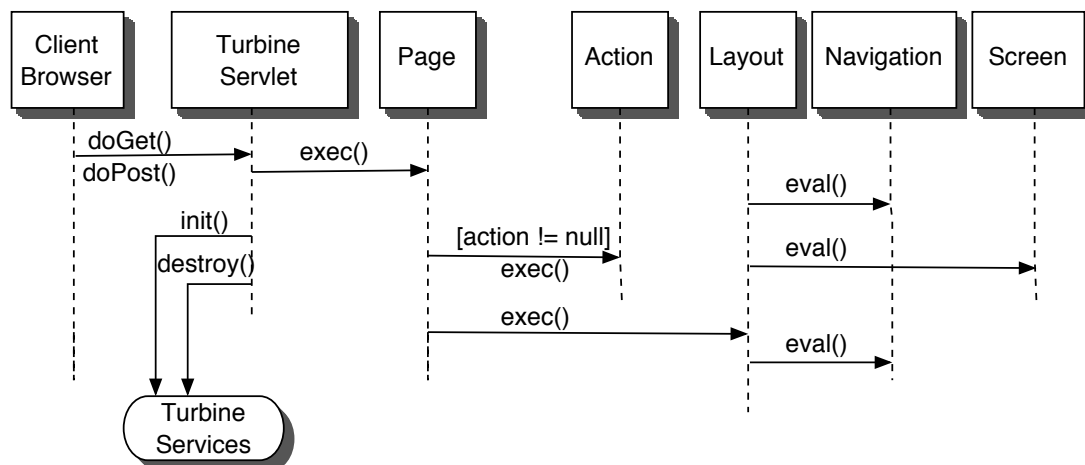 Client
Browser
Turbine
Servlet
Page
Action
Layout
Navigation
Screen
doGet()
doPost()
exec()
eval()
init()
[action != null]
exec()
eval()
destroy()
exec()
eval()
Turbine
Services